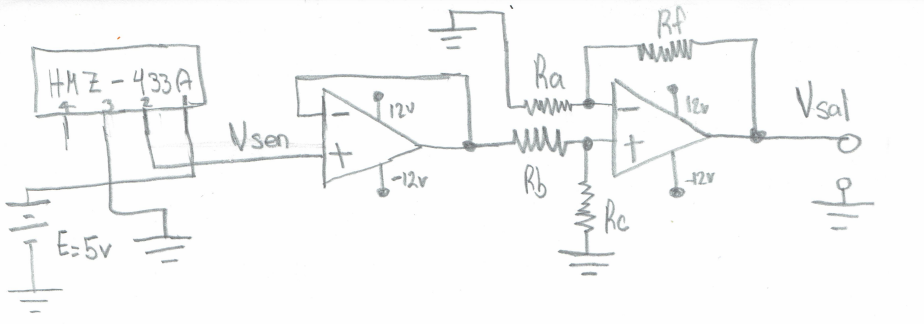 HMZ-433A
4 3 2 1
E=5v
Vsen
-
+
12v
-12v
Ra
Rf
Rb
Rc
-
+
12v
-12v
Vsal